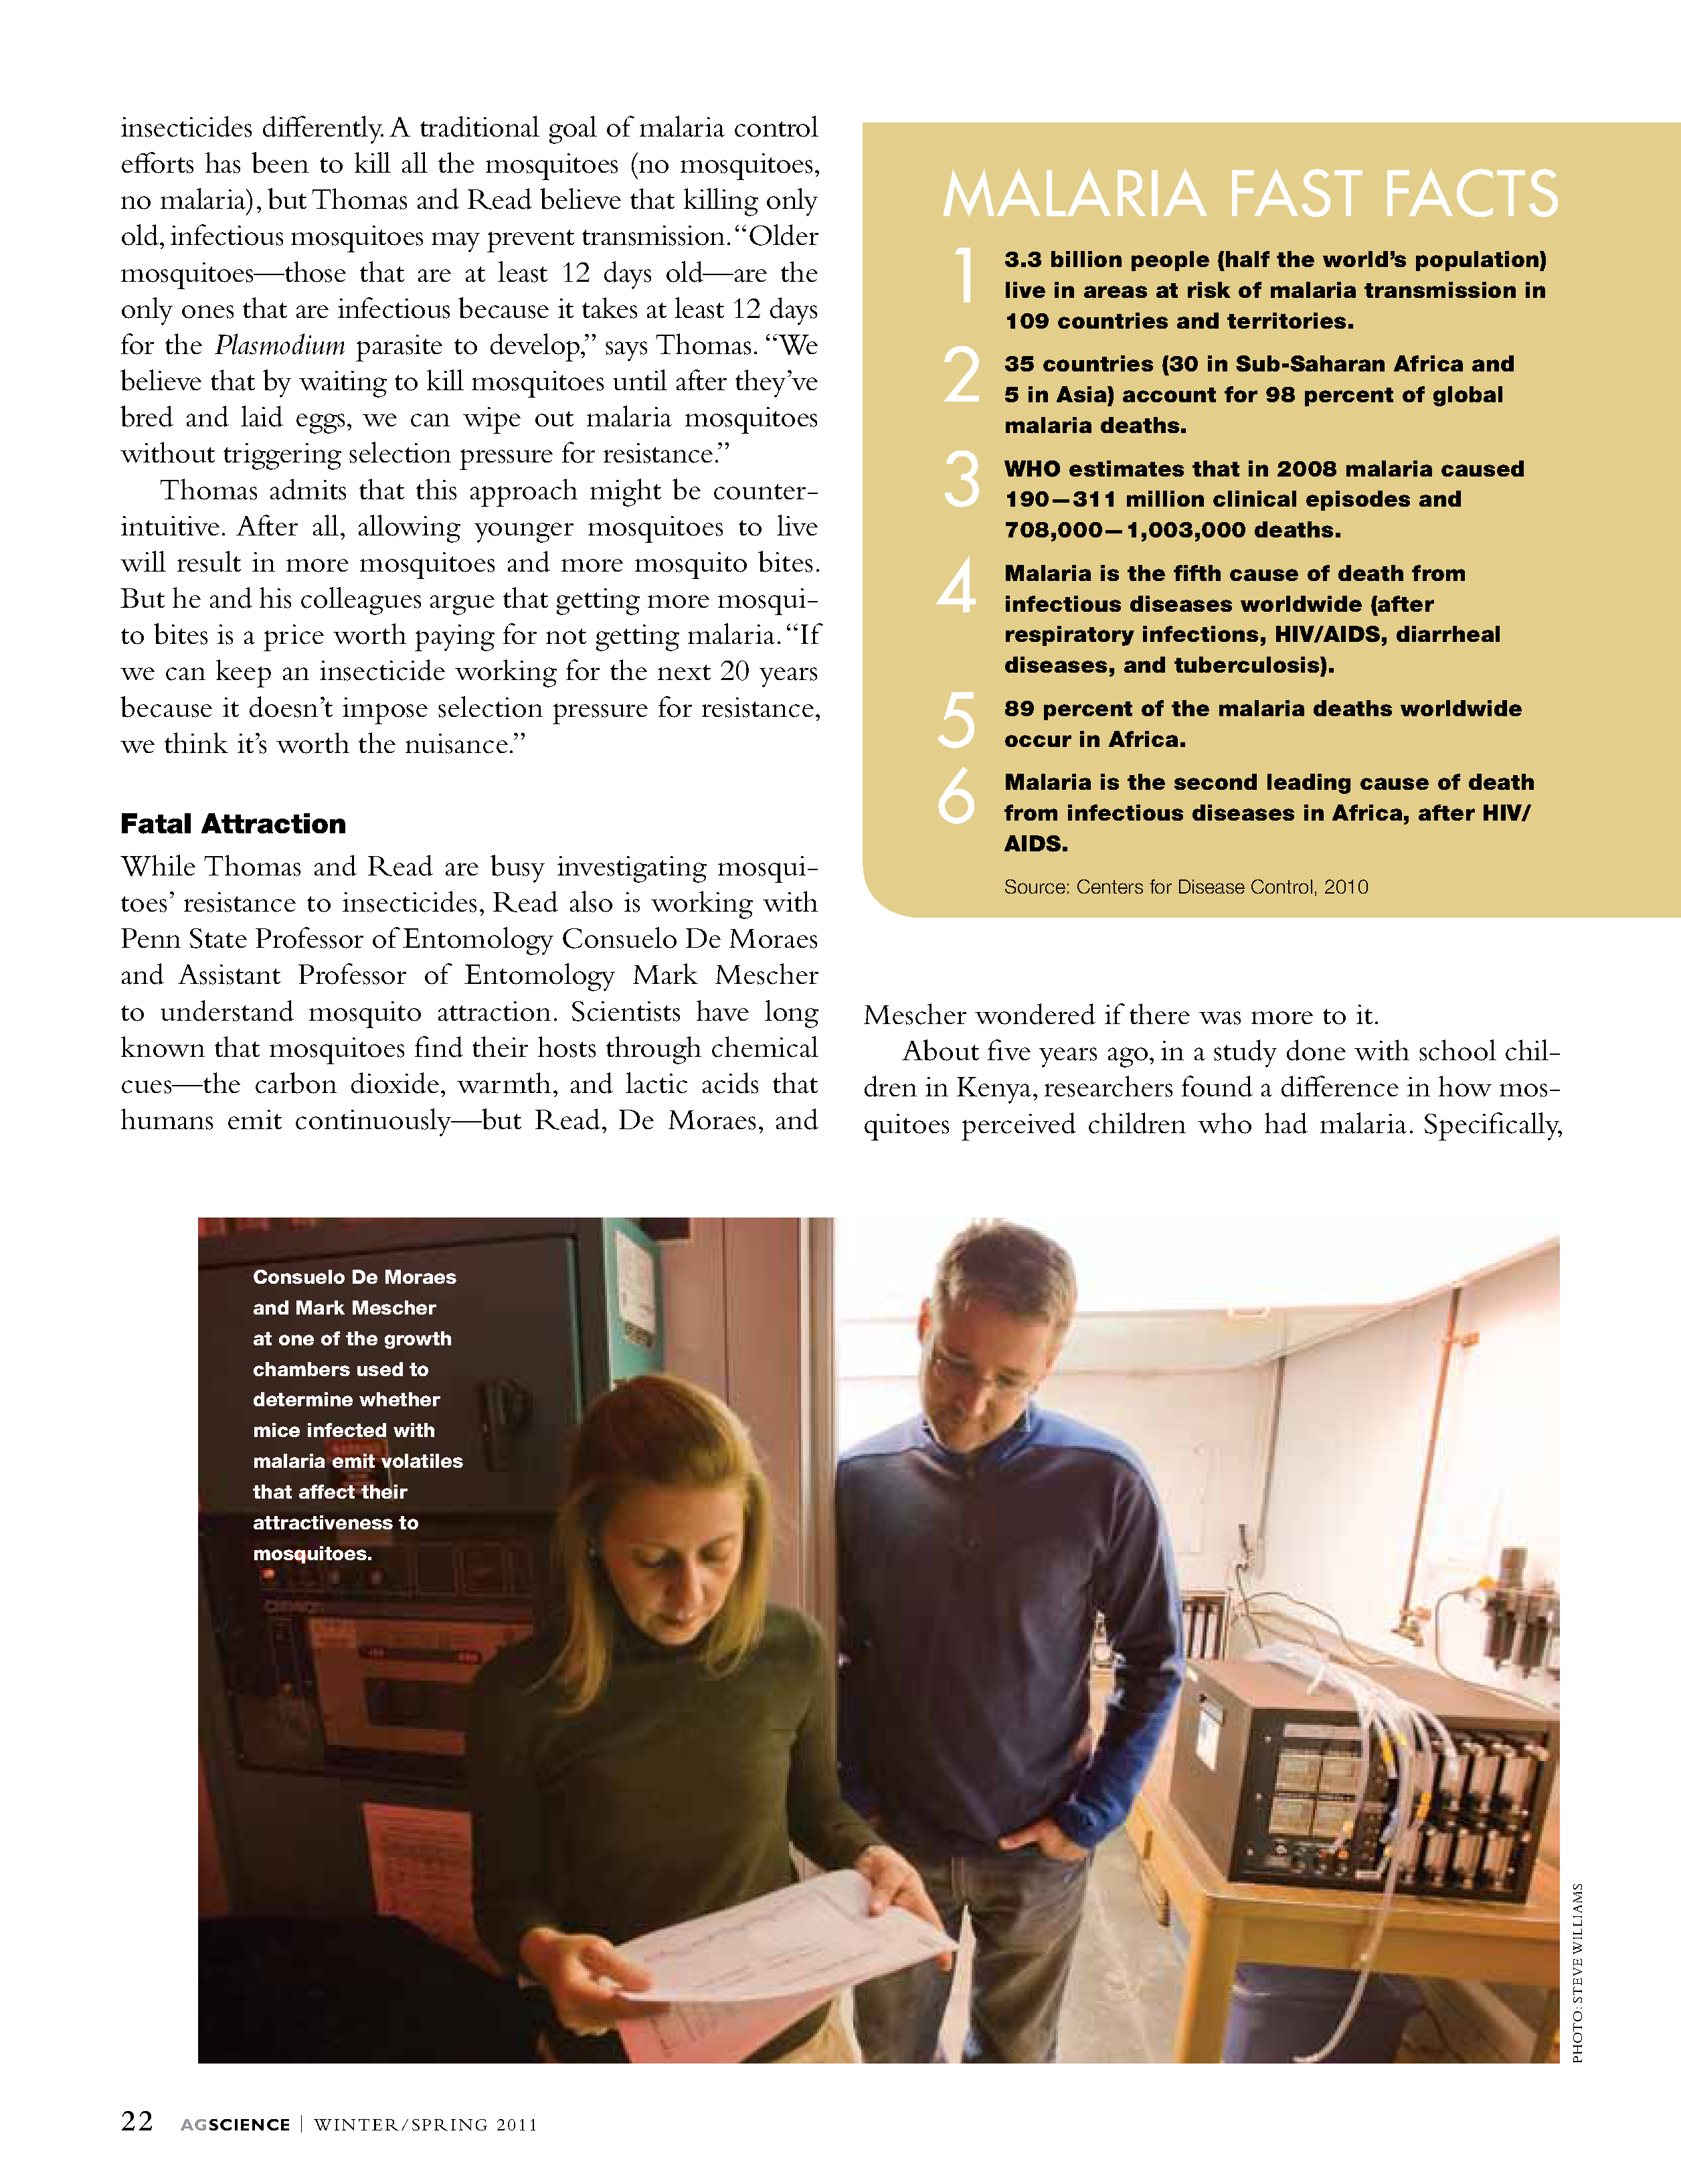 insecticides differently. A traditional goal of malaria control
efforts has been to kill all the mosquitoes (no mosquitoes,
no malaria), but Thomas and Read believe that killing only
old, infectious mosquitoes may prevent transmission. “Older
mosquitoes—those that are at least 12 days old—are the
only ones that are infectious because it takes at least 12 days
for the Plasmodium parasite to develop,” says Thomas. “We
believe that by waiting to kill mosquitoes until after they’ve
bred and laid eggs, we can wipe out malaria mosquitoes
without triggering selection pressure for resistance.”
Thomas admits that this approach might be counter-
intuitive. After all, allowing younger mosquitoes to live
will result in more mosquitoes and more mosquito bites.
But he and his colleagues argue that getting more mosqui-
to bites is a price worth paying for not getting malaria. “If
we can keep an insecticide working for the next 20 years
because it doesn’t impose selection pressure for resistance,
we think it’s worth the nuisance.”
Fatal Attraction
While Thomas and Read are busy investigating mosqui-
toes’ resistance to insecticides, Read also is working with
Penn State Professor of Entomology Consuelo De Moraes
and Assistant Professor of Entomology Mark Mescher
to understand mosquito attraction. Scientists have long
known that mosquitoes find their hosts through chemical
cues—the carbon dioxide, warmth, and lactic acids that
humans emit continuously—but Read, De Moraes, and
MALARIA FAST FACTS
1 3.3 billion people (half the world’s population)
live in areas at risk of malaria transmission in
109 countries and territories.
2 35 countries (30 in Sub-Saharan Africa and
5 in Asia) account for 98 percent of global
malaria deaths.
3 WHO estimates that in 2008 malaria caused
190—311 million clinical episodes and
708,000—1,003,000 deaths.
4 Malaria is the fifth cause of death from
infectious diseases worldwide (after
respiratory infections, HIV/AIDS, diarrheal
diseases, and tuberculosis).
5 89 percent of the malaria deaths worldwide
occur in Africa.
6 Malaria is the second leading cause of death
from infectious diseases in Africa, after HIV/
AIDS.
Source: Centers for Disease Control, 2010
Mescher wondered if there was more to it.
About five years ago, in a study done with school chil-
dren in Kenya, researchers found a difference in how mos-
quitoes perceived children who had malaria. Specifically,
Consuelo De Moraes
and Mark Mescher
at one of the growth
chambers used to
determine whether
mice infected with
malaria emit volatiles
that affect their
attractiveness to
mosquitoes.
PHOTO: STEVE WILLIAMS
22 AGSCIENCE | WINTER/SPRING 2011